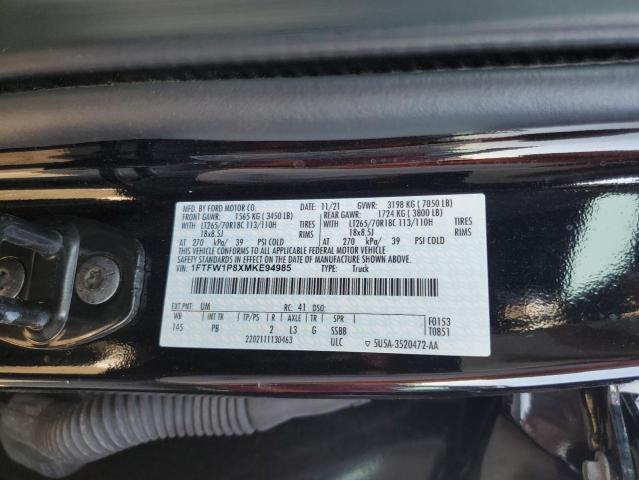 MFD. BY FORD MOTOR CO. 11/21 GVWR: 3198 KG ( 7050 LB)
FRONT GAWR: 1565 KG ( 3450 LB) REAR GAWR: 1724 KG ( 3800 LB)
WITH LT265/70R18C 113/110H TIRES WITH LT265/70R18C 113/110H TIRES
18x8.5J RIMS 18x8.5J RIMS
AT 270 kPa/ 39 PSI COLD AT 270 kPa/ 39 PSI COLD
THIS VEHICLE CONFORMS TO ALL APPLICABLE FEDERAL MOTOR VEHICLE
SAFETY STANDARDS IN EFFECT ON THE DATE OF MANUFACTURE SHOWN ABOVE.
VIN: 1FTFW1P8XMKE94985 TYPE: Truck
EXT PNT: UM RC: 41 DSO:
WB INT TR TP/PS R AXLE TR SPR F0153
145 PB 2 L3 G SSBB T0851
2202111130463 ULC ▽ 5U5A-3520472-AA